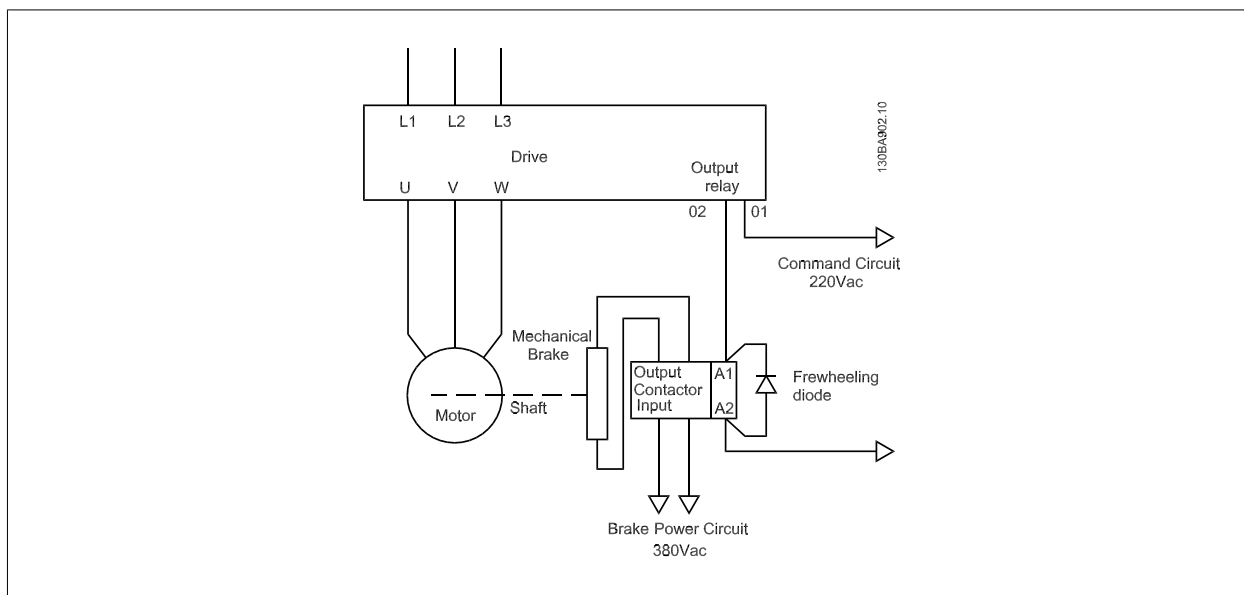 L1 L2 L3
Drive
Output
relay
U V W
02 01
130BA902.10
Command Circuit
220Vac
Mechanical
Brake
Output
Contactor
Input
A1
A2
Frewheeling
diode
Motor
Shaft
Brake Power Circuit
380Vac